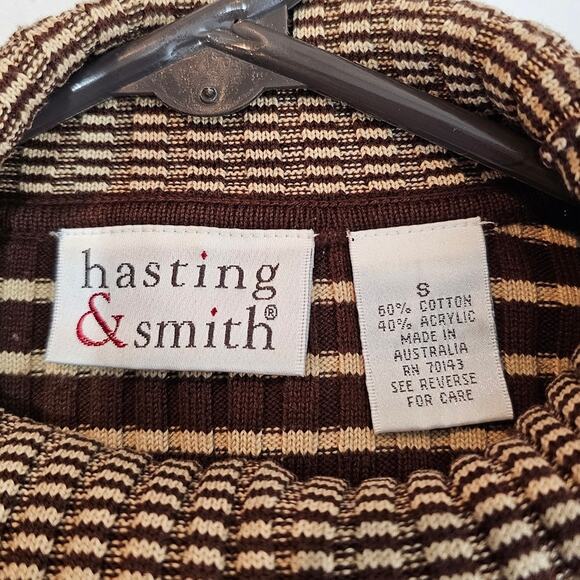 hasting
& smith®
S
60% COTTON
40% ACRYLIC
MADE IN
AUSTRALIA
RN 70143
SEE REVERSE
FOR CARE